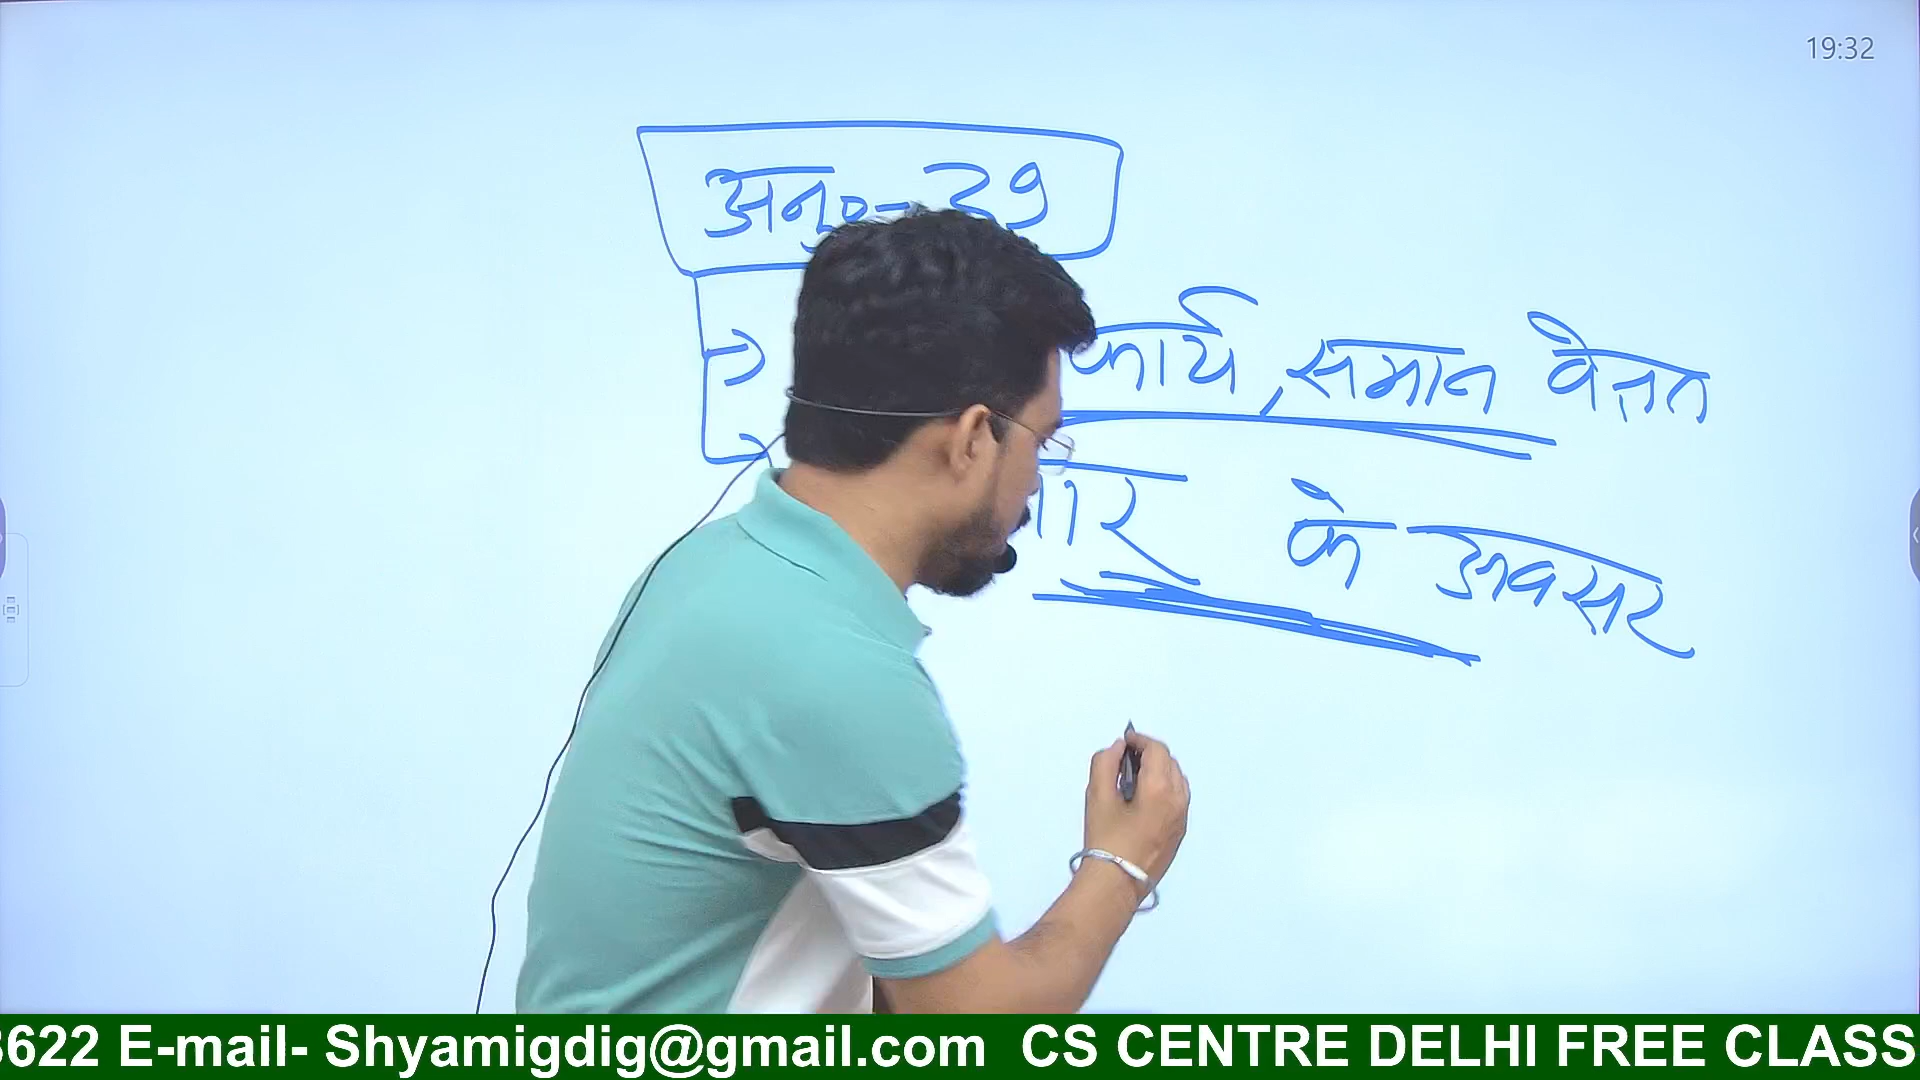 19:32
अनु०-39
कार्य, समान वेतन
के अवसर
3622 E-mail- Shyamigdig@gmail.com CS CENTRE DELHI FREE CLASS